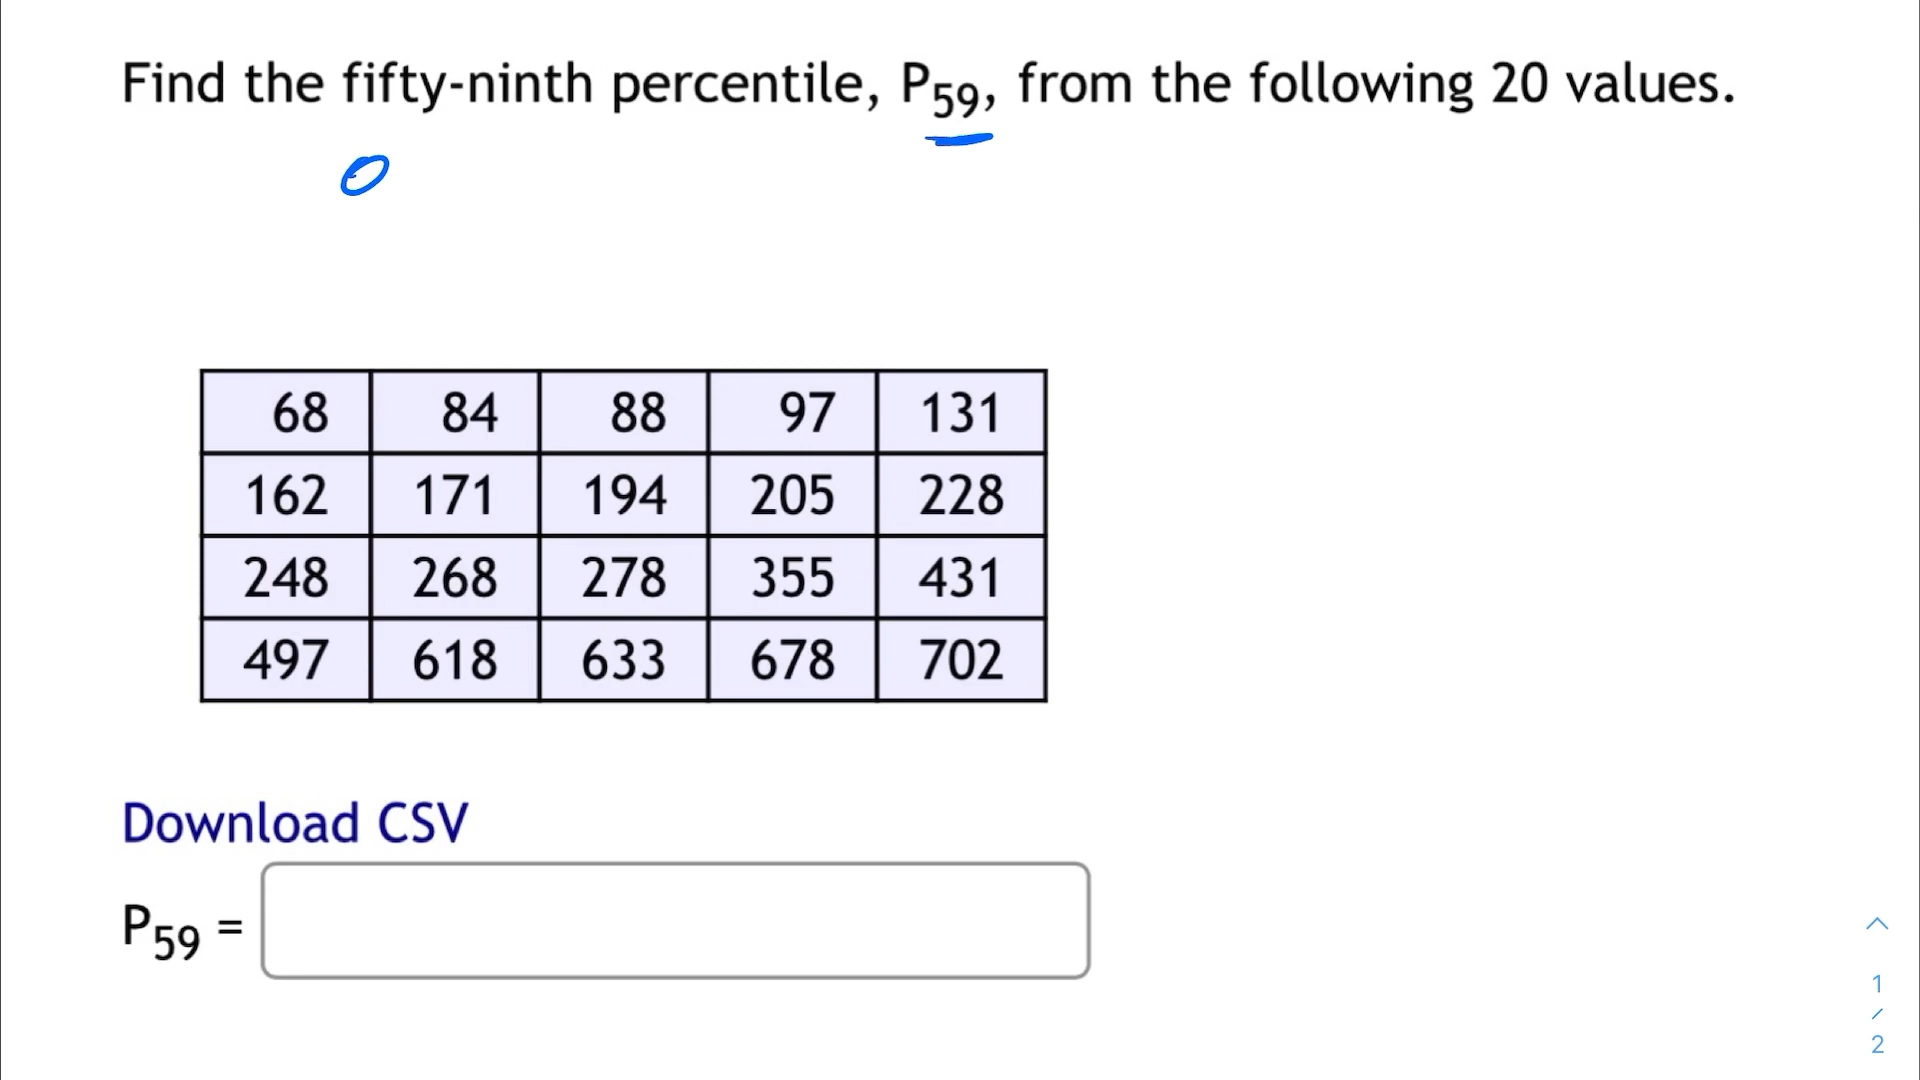 Find the fifty-ninth percentile, P59, from the following 20 values.
0
68 84 88 97 131
162 171 194 205 228
248 268 278 355 431
497 618 633 678 702
Download CSV
P59 =
1
/
2